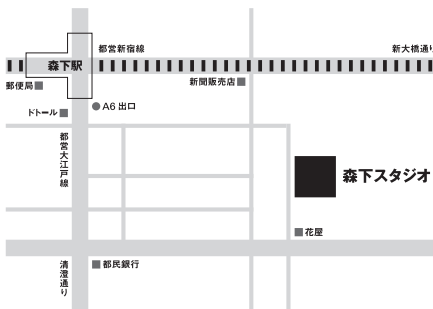 都営新宿線
新大橋通り
森下駅
郵便局
新聞販売店
ドトール
A6 出口
都営大江戸線
森下スタジオ
花屋
清澄通り
都民銀行